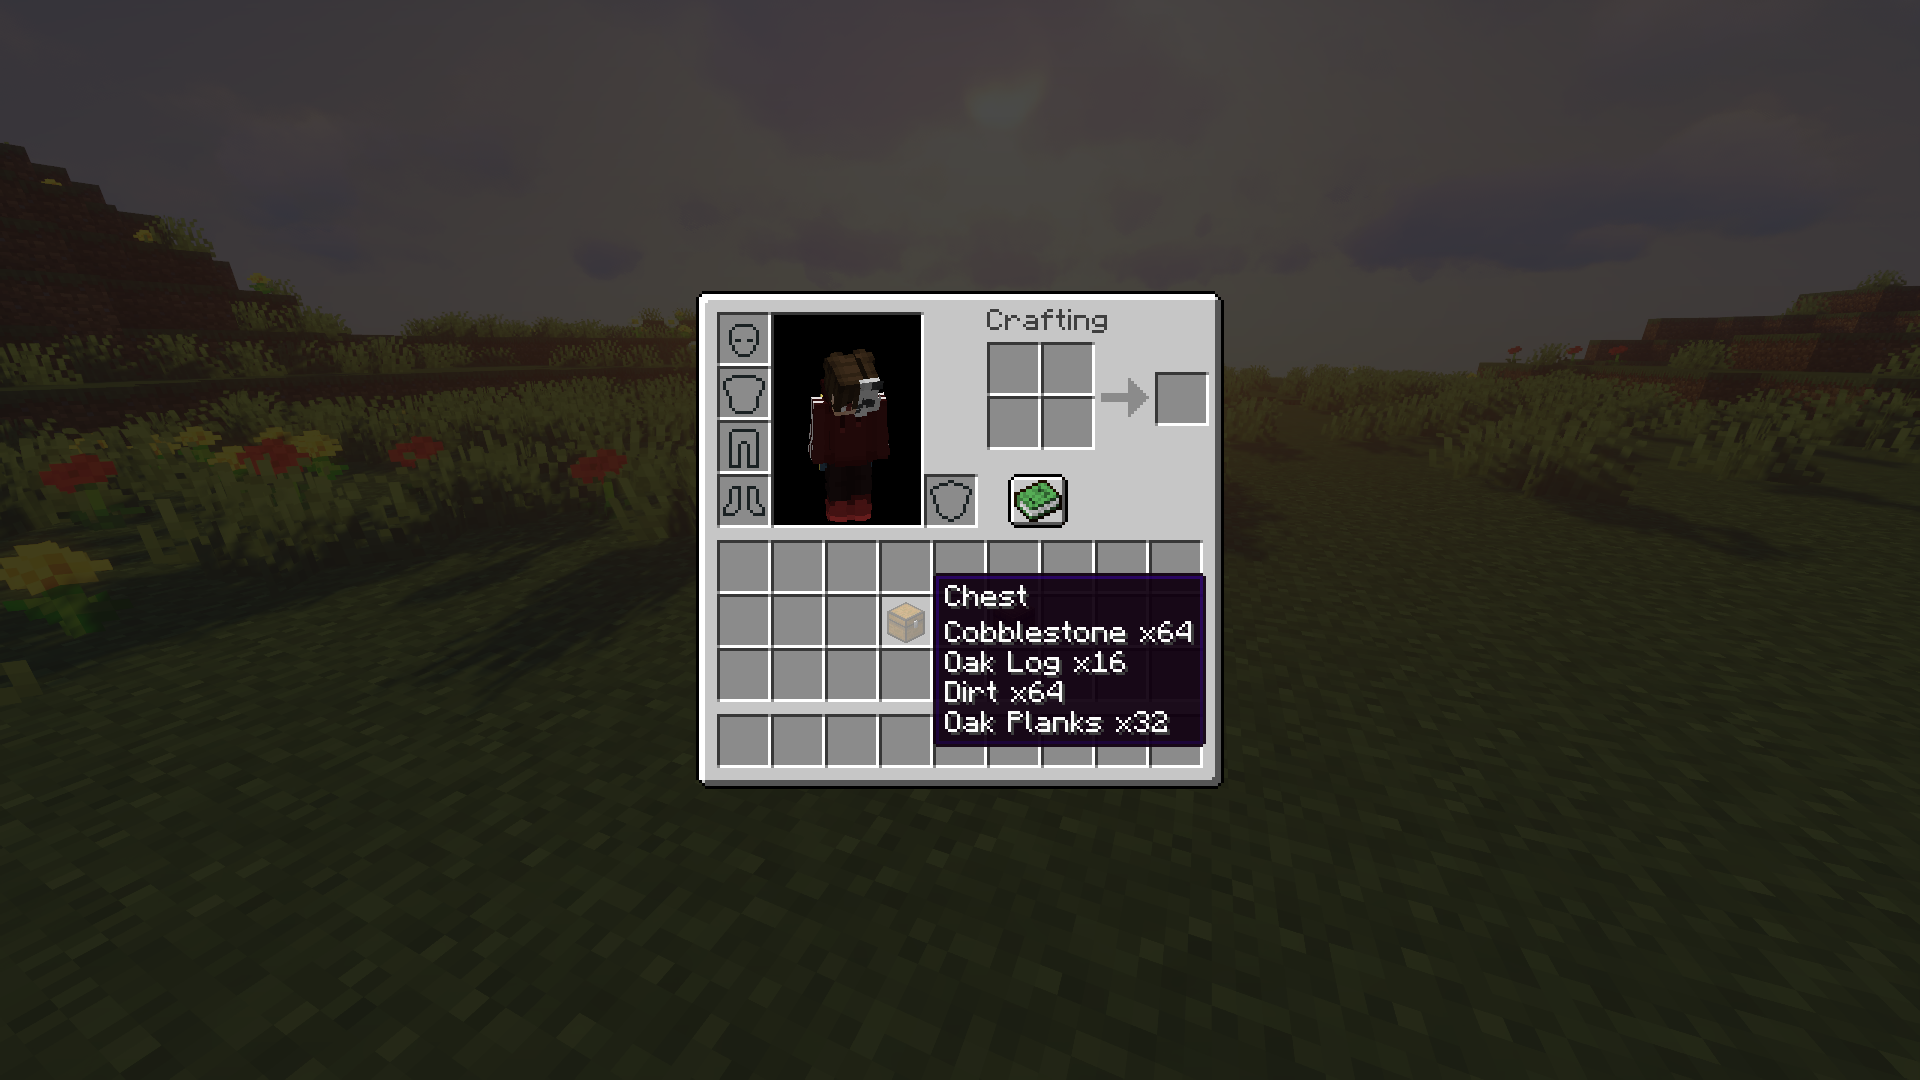 Crafting
Chest
Cobblestone x64
Oak Log x16
Dirt x64
Oak Planks x32